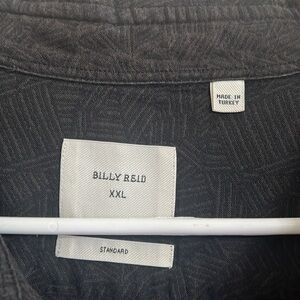 MADE IN
TURKEY
BILLY REID
XXL
STANDARD